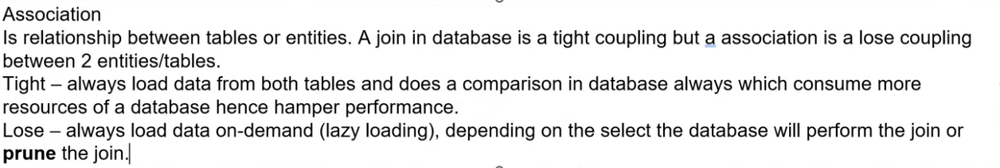 Association
Is relationship between tables or entities. A join in database is a tight coupling but a association is a lose coupling
between 2 entities/tables.
Tight – always load data from both tables and does a comparison in database always which consume more
resources of a database hence hamper performance.
Lose – always load data on-demand (lazy loading), depending on the select the database will perform the join or
prune the join.